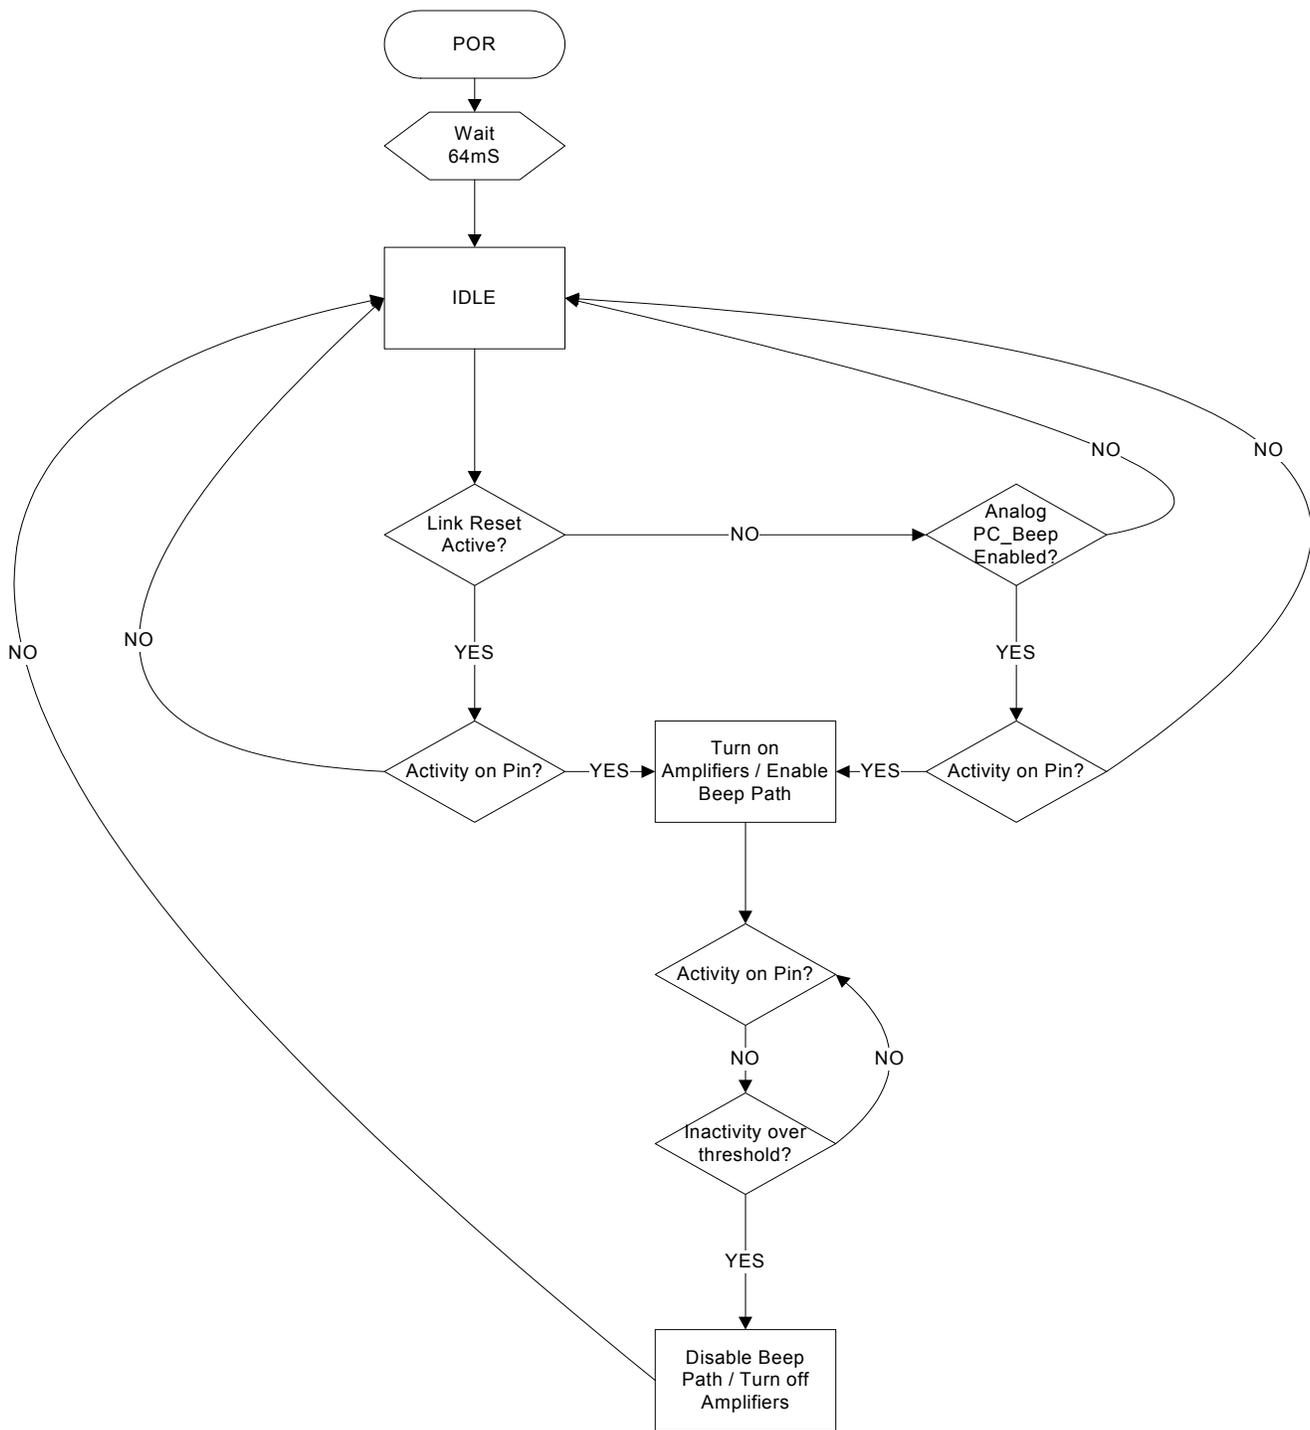 POR
Wait
64mS
IDLE
NO
NO
Link Reset
Active?
NO
Analog
PC_Beep
Enabled?
NO
NO
YES
YES
Activity on Pin?
YES
Turn on
Amplifiers / Enable
Beep Path
YES
Activity on Pin?
Activity on Pin?
NO
NO
Inactivity over
threshold?
YES
Disable Beep
Path / Turn off
Amplifiers